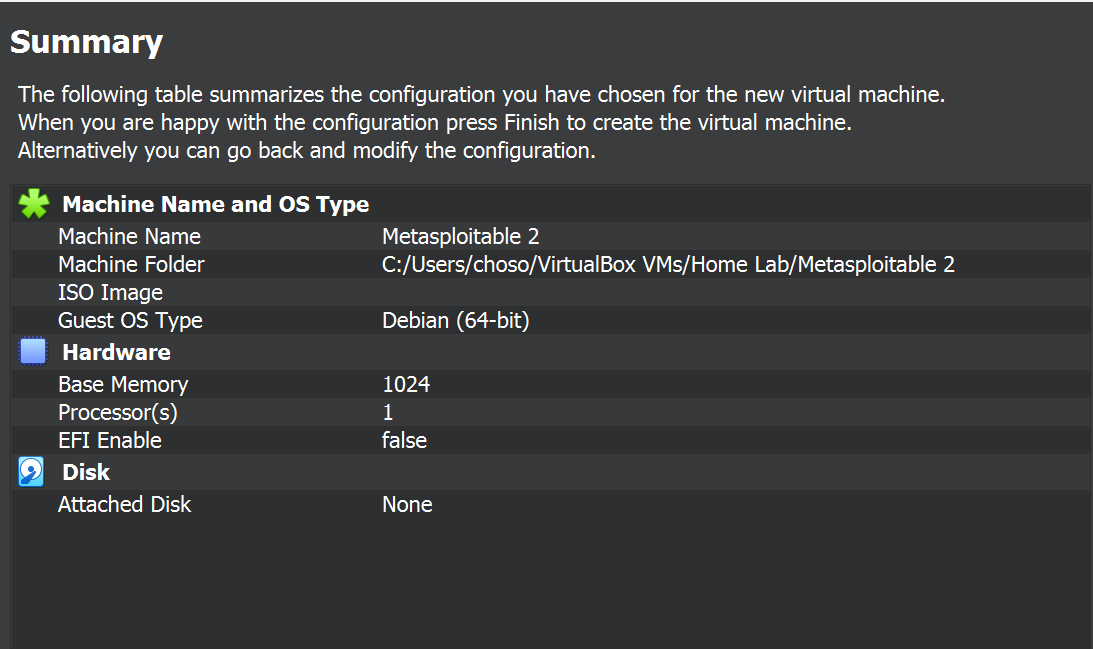 Summary
The following table summarizes the configuration you have chosen for the new virtual machine.
When you are happy with the configuration press Finish to create the virtual machine.
Alternatively you can go back and modify the configuration.
Machine Name and OS Type
Machine Name Metasploitable 2
Machine Folder C:/Users/choso/VirtualBox VMs/Home Lab/Metasploitable 2
ISO Image
Guest OS Type Debian (64-bit)
Hardware
Base Memory 1024
Processor(s) 1
EFI Enable false
Disk
Attached Disk None